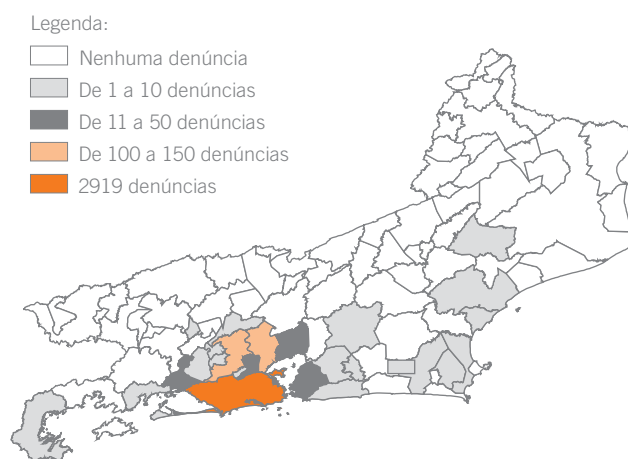 Legenda:
Nenhuma denúncia
De 1 a 10 denúncias
De 11 a 50 denúncias
De 100 a 150 denúncias
2919 denúncias